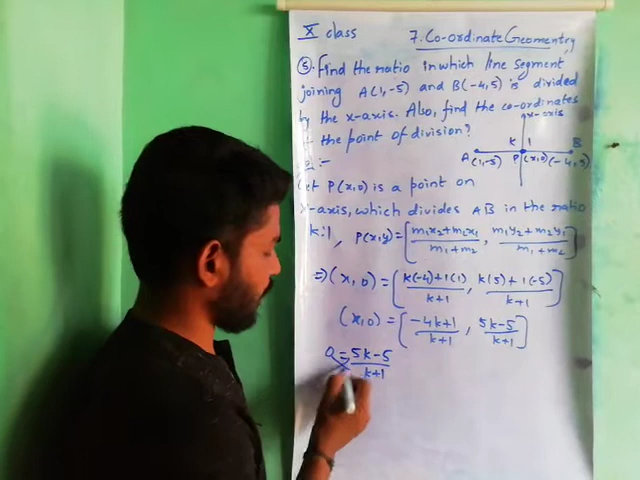 X class
7. Co-ordinate Geomentry
⑤. Find the ratio in which line segment
joining A(1,-5) and B(-4,5) is divided
by the x-axis. Also, find the co-ordinates
the point of division?
x-axis
K 1
A B
(1,-5) P (x,0) (-4,5)
:-
P(x,0) is a point on
x-axis, which divides AB in the ratio
k:1, P(x,y) = [m₁x₂+m₂x₁/m₁+m₂, m₁y₂+m₂y₁/m₁+m₂]
⇒ (x,0) = [k(-4)+1(1)/k+1, k(5)+1(-5)/k+1]
(x,0) = [-4k+1/k+1, 5k-5/k+1]
0 = 5k-5/k+1